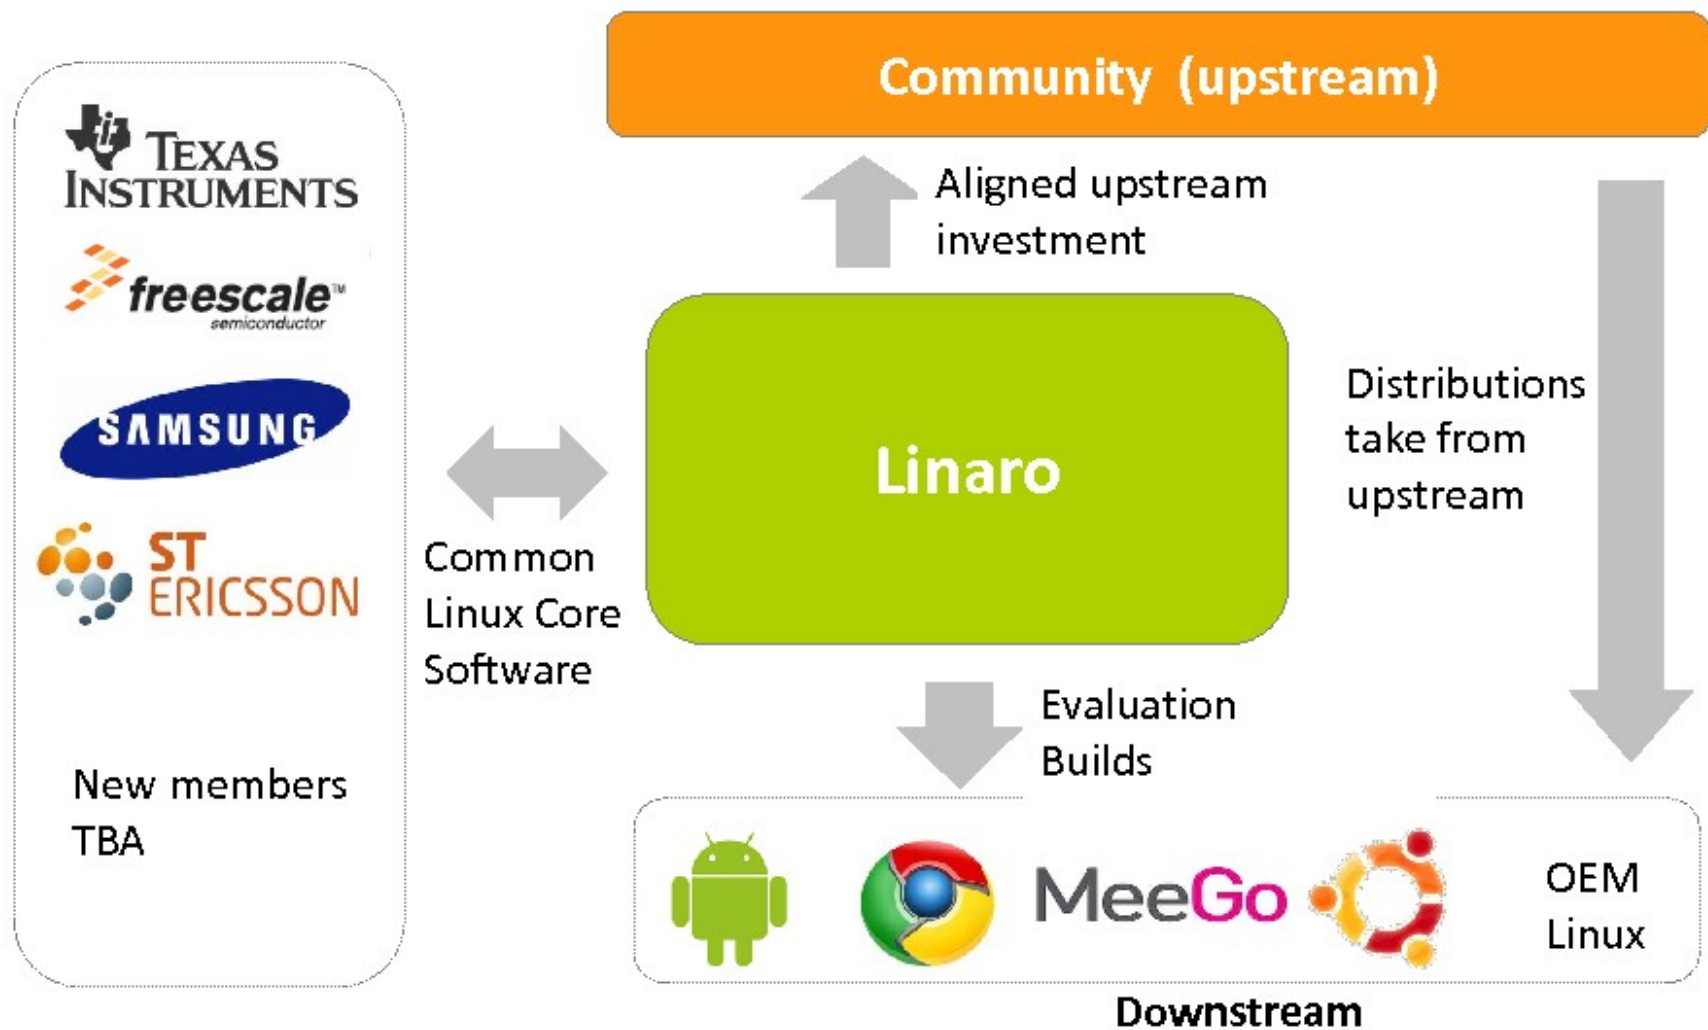 Community (upstream)
TEXAS
INSTRUMENTS
freescale™
semiconductor
SAMSUNG
ST
ERICSSON
New members
TBA
Common
Linux Core
Software
Aligned upstream
investment
Linaro
Distributions
take from
upstream
Evaluation
Builds
MeeGo
OEM
Linux
Downstream